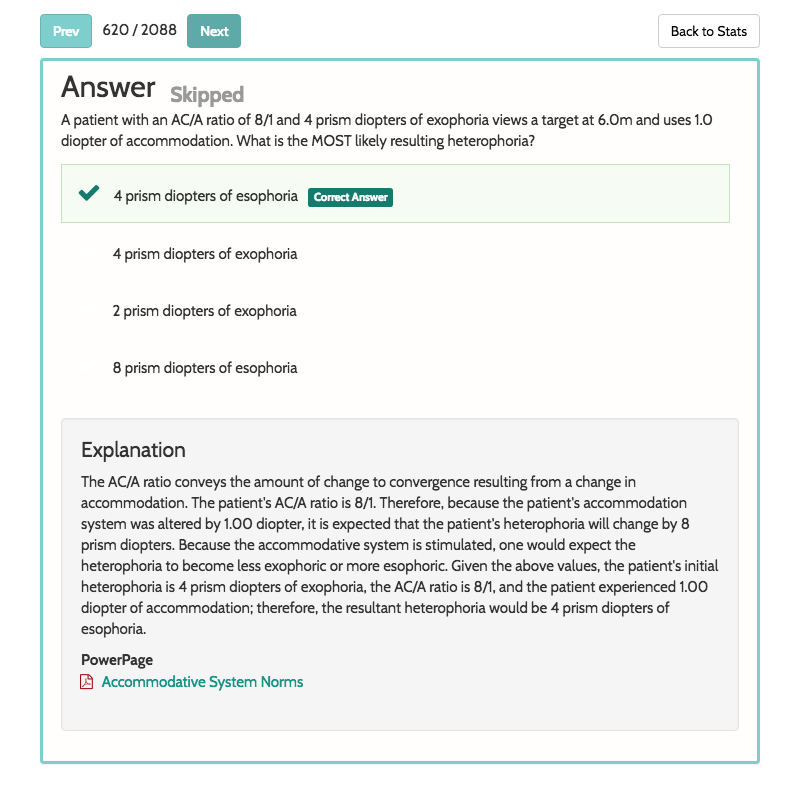 Prev 620 / 2088 Next Back to Stats
Answer Skipped
A patient with an AC/A ratio of 8/1 and 4 prism diopters of exophoria views a target at 6.0m and uses 1.0
diopter of accommodation. What is the MOST likely resulting heterophoria?
4 prism diopters of esophoria Correct Answer
4 prism diopters of exophoria
2 prism diopters of exophoria
8 prism diopters of esophoria
Explanation
The AC/A ratio conveys the amount of change to convergence resulting from a change in
accommodation. The patient's AC/A ratio is 8/1. Therefore, because the patient's accommodation
system was altered by 1.00 diopter, it is expected that the patient's heterophoria will change by 8
prism diopters. Because the accommodative system is stimulated, one would expect the
heterophoria to become less exophoric or more esophoric. Given the above values, the patient's initial
heterophoria is 4 prism diopters of exophoria, the AC/A ratio is 8/1, and the patient experienced 1.00
diopter of accommodation; therefore, the resultant heterophoria would be 4 prism diopters of
esophoria.
PowerPage
Accommodative System Norms